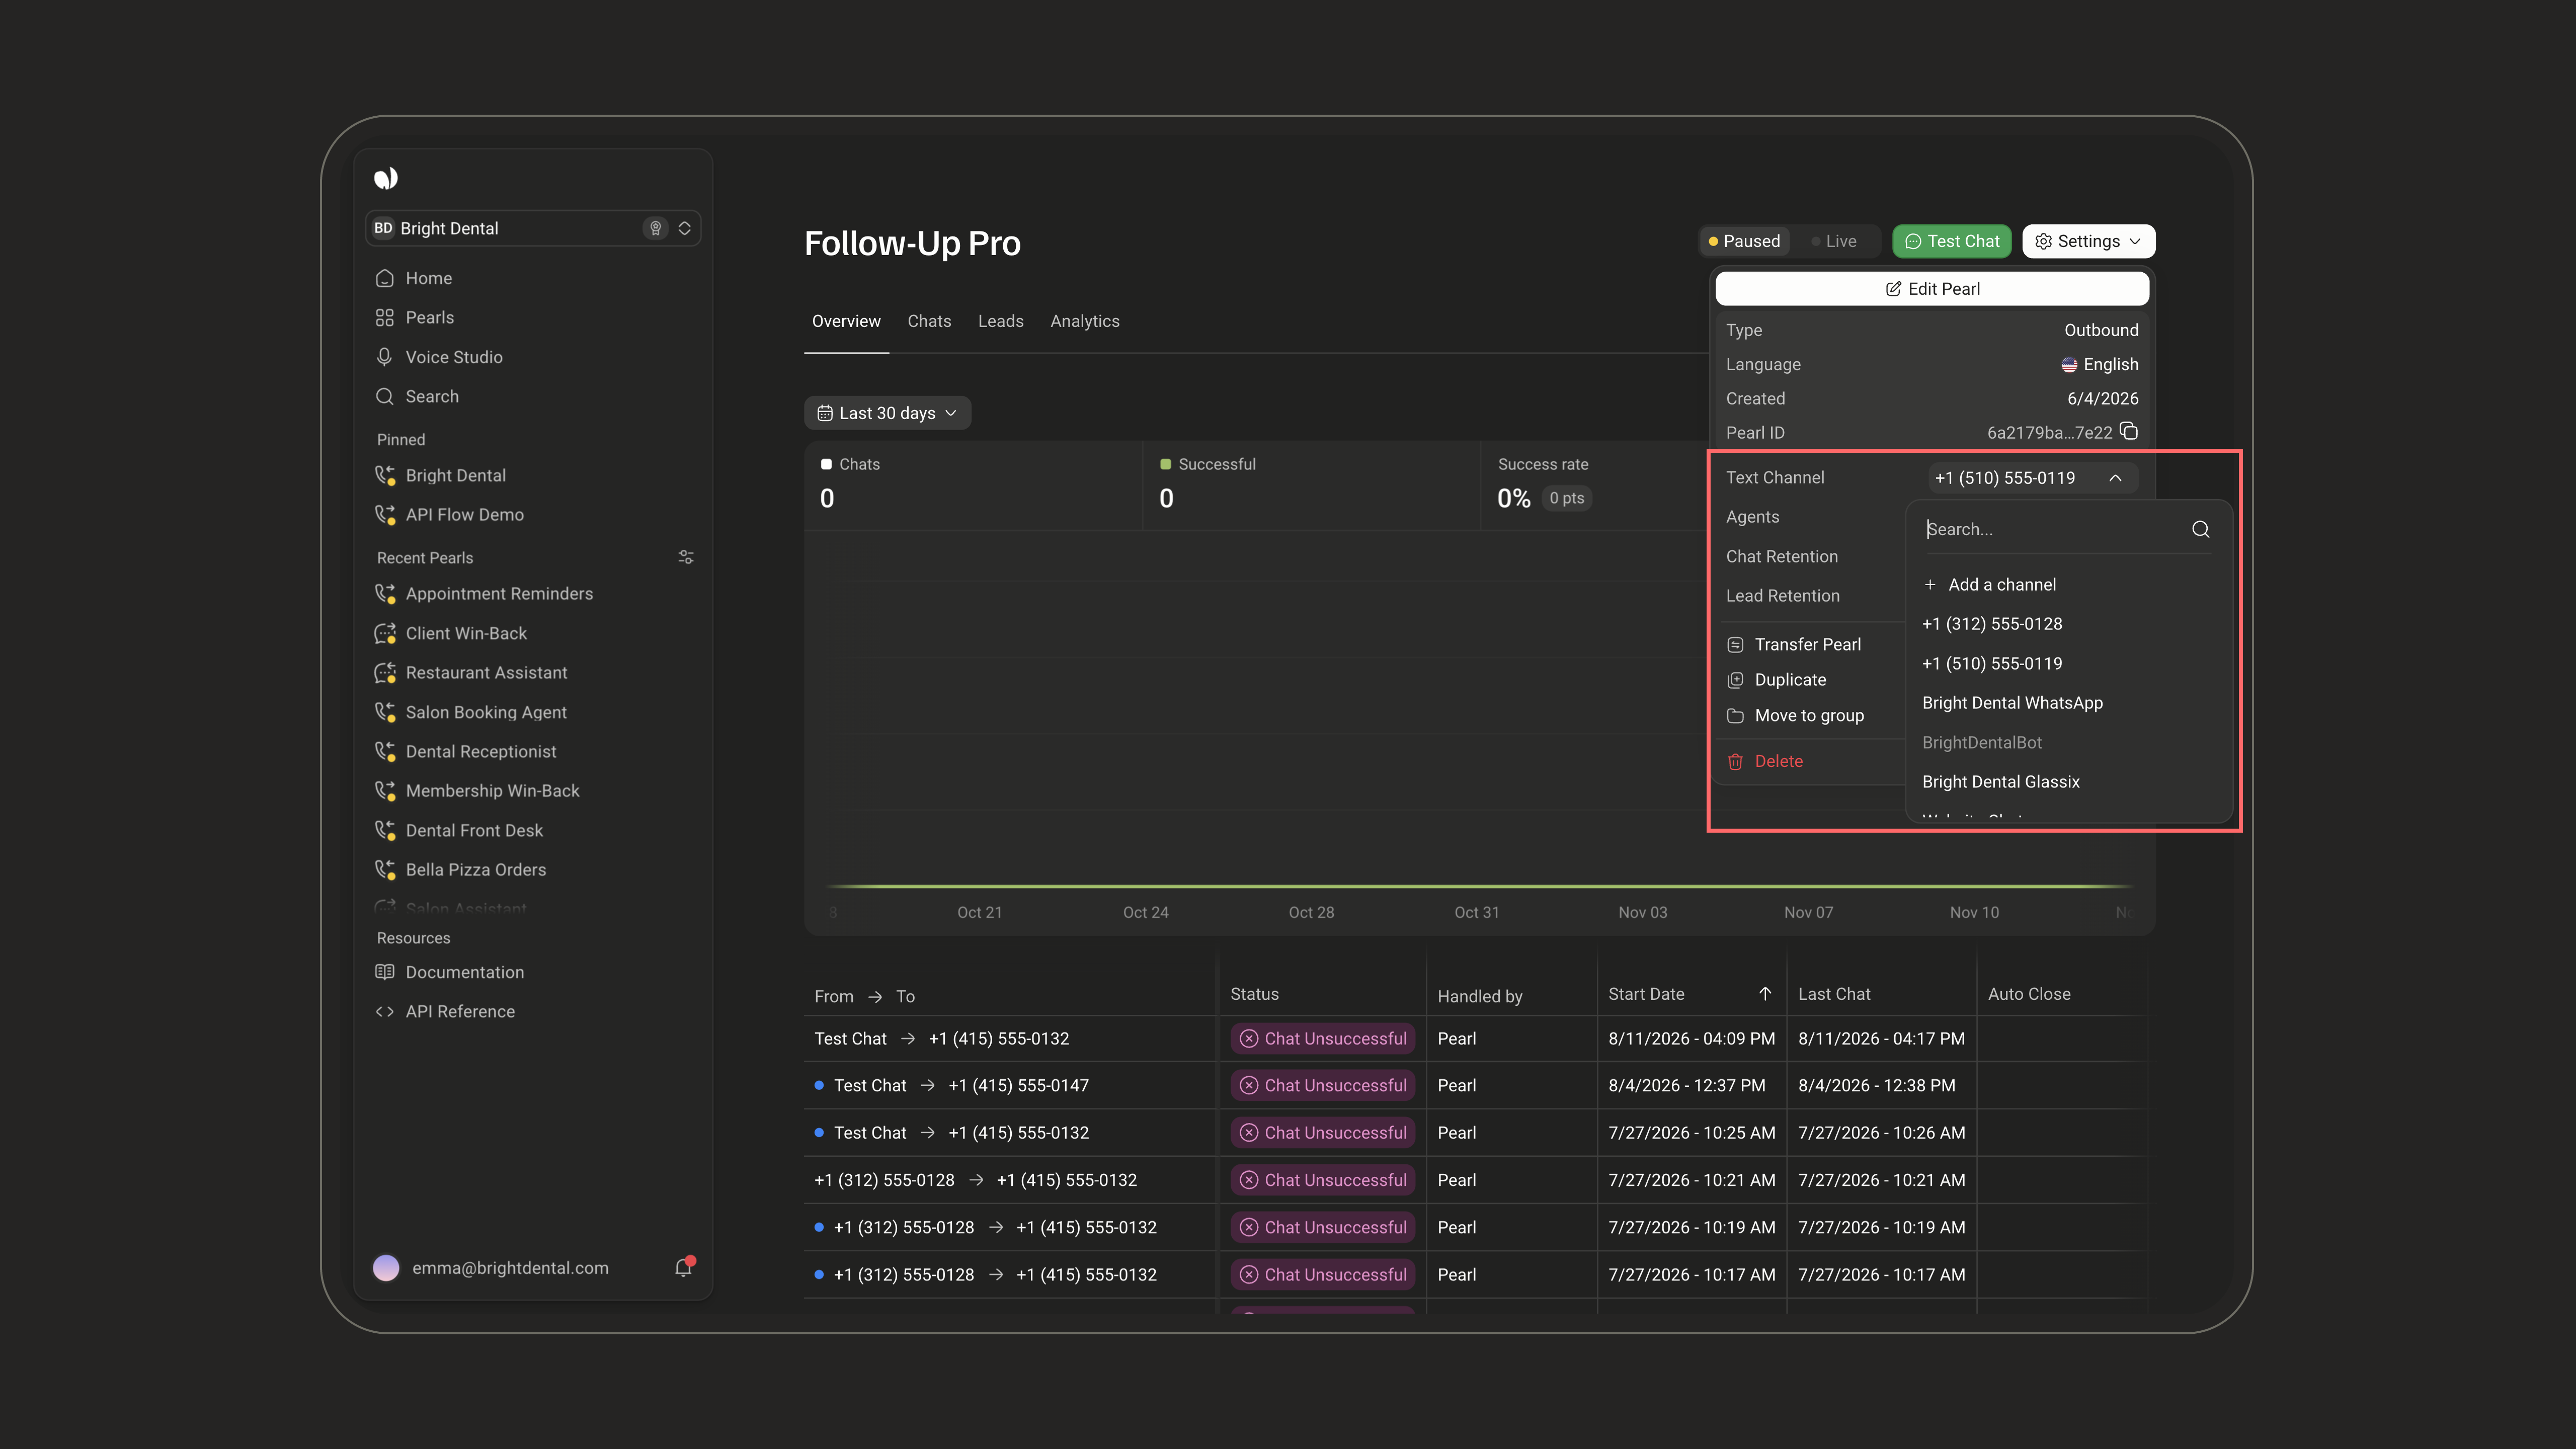 BD Bright Dental
Home
Pearls
Voice Studio
Search
Pinned
Bright Dental
API Flow Demo
Recent Pearls
Appointment Reminders
Client Win-Back
Restaurant Assistant
Salon Booking Agent
Dental Receptionist
Membership Win-Back
Dental Front Desk
Bella Pizza Orders
Salon Assistant
Resources
Documentation
API Reference
emma@brightdental.com
Follow-Up Pro
Paused Live Test Chat Settings
Overview Chats Leads Analytics
Last 30 days
Chats Successful Success rate
0 0 0% 0 pts
Edit Pearl
Type Outbound
Language English
Created 6/4/2026
Pearl ID 6a2179ba...7e22
Text Channel +1 (510) 555-0119
Agents
Chat Retention
Lead Retention
Transfer Pearl
Duplicate
Move to group
Delete
Search...
+ Add a channel
+1 (312) 555-0128
+1 (510) 555-0119
Bright Dental WhatsApp
BrightDentalBot
Bright Dental Glassix
8 Oct 21 Oct 24 Oct 28 Oct 31 Nov 03 Nov 07 Nov 10
From → To Status Handled by Start Date ↑ Last Chat Auto Close
Test Chat → +1 (415) 555-0132 Chat Unsuccessful Pearl 8/11/2026 - 04:09 PM 8/11/2026 - 04:17 PM
Test Chat → +1 (415) 555-0147 Chat Unsuccessful Pearl 8/4/2026 - 12:37 PM 8/4/2026 - 12:38 PM
Test Chat → +1 (415) 555-0132 Chat Unsuccessful Pearl 7/27/2026 - 10:25 AM 7/27/2026 - 10:26 AM
+1 (312) 555-0128 → +1 (415) 555-0132 Chat Unsuccessful Pearl 7/27/2026 - 10:21 AM 7/27/2026 - 10:21 AM
+1 (312) 555-0128 → +1 (415) 555-0132 Chat Unsuccessful Pearl 7/27/2026 - 10:19 AM 7/27/2026 - 10:19 AM
+1 (312) 555-0128 → +1 (415) 555-0132 Chat Unsuccessful Pearl 7/27/2026 - 10:17 AM 7/27/2026 - 10:17 AM